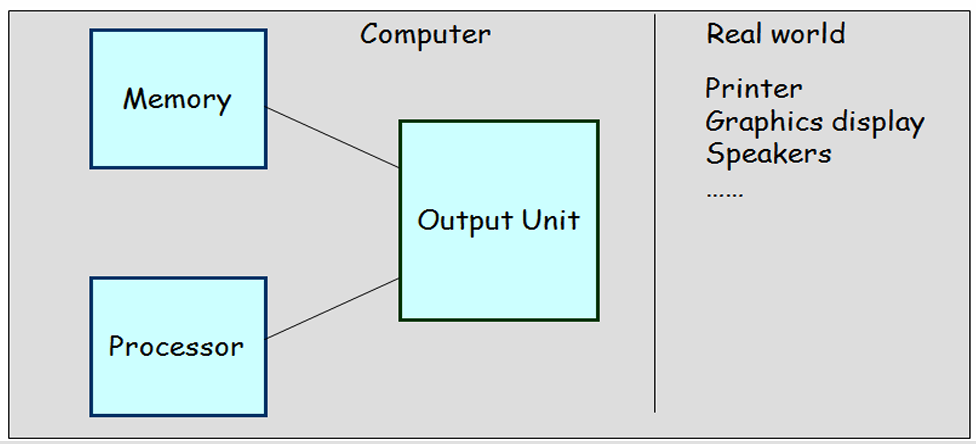 Computer
Memory
Output Unit
Processor
Real world
Printer
Graphics display
Speakers
......